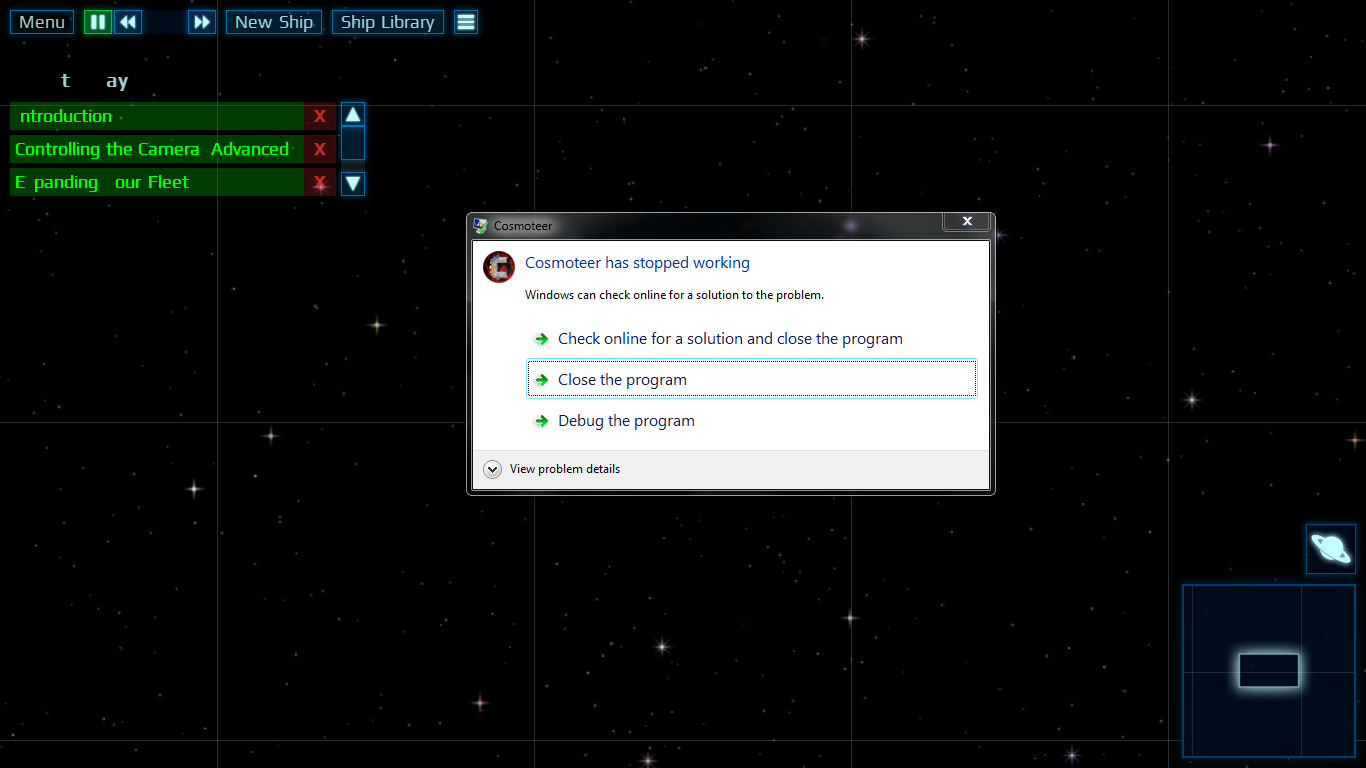 Menu
New Ship
Ship Library
t ay
ntroduction X
Controlling the Camera Advanced X
E panding our Fleet X
Cosmoteer
Cosmoteer has stopped working
Windows can check online for a solution to the problem.
Check online for a solution and close the program
Close the program
Debug the program
View problem details